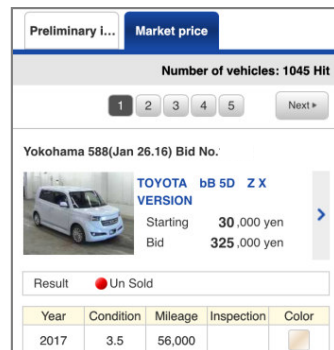 Preliminary i...
Market price
Number of vehicles: 1045 Hit
1 2 3 4 5 Next
Yokohama 588(Jan 26.16) Bid No.
TOYOTA bB 5D Z X
VERSION
Starting 30 ,000 yen
Bid 325 ,000 yen
Result Un Sold
Year Condition Mileage Inspection Color
2017 3.5 56,000